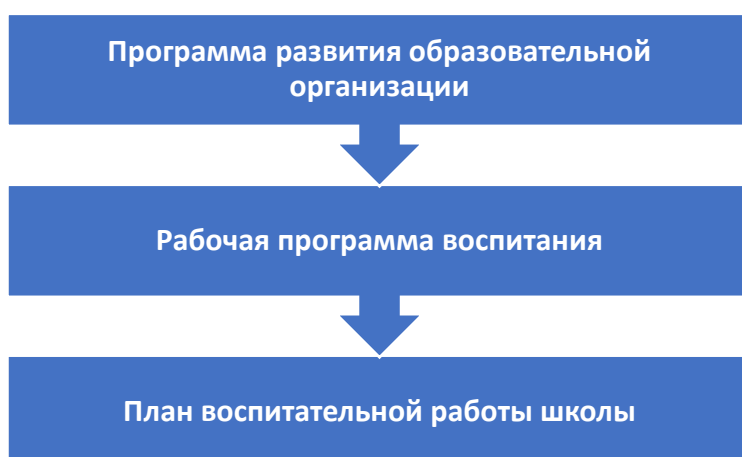 Программа развития образовательной
организации
Рабочая программа воспитания
План воспитательной работы школы